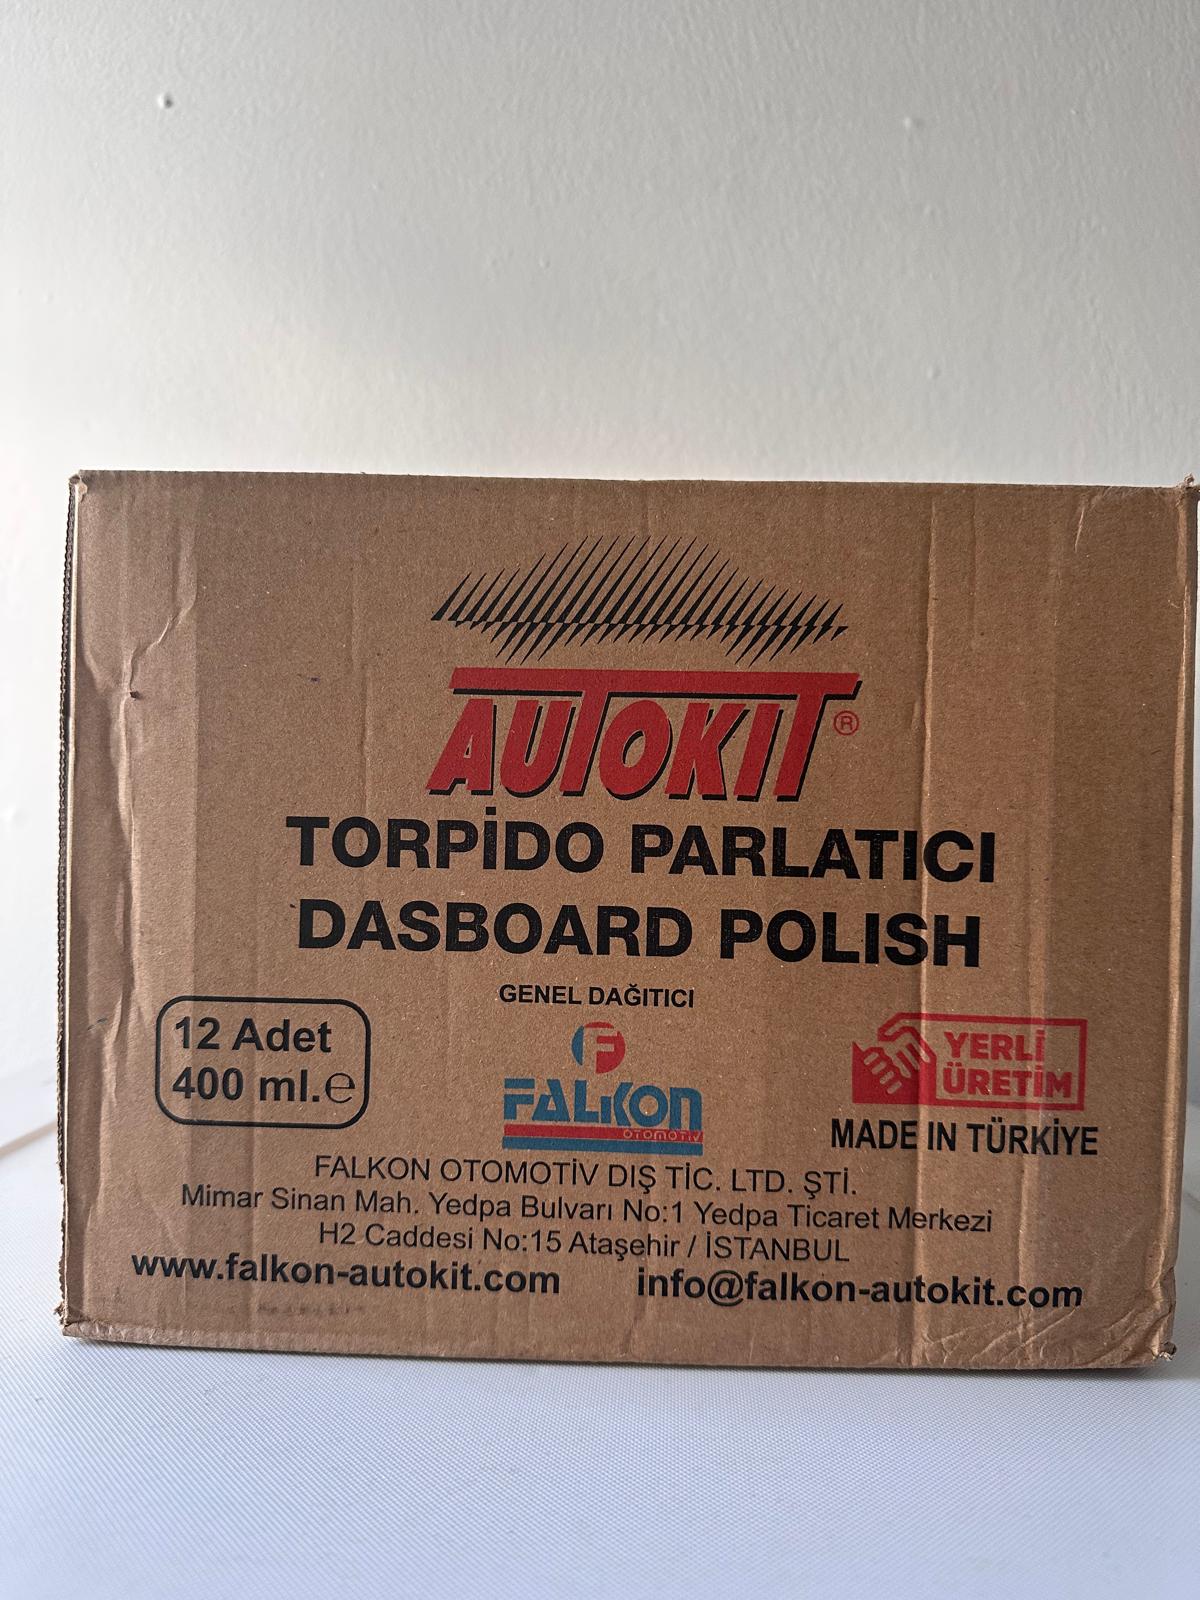 AUTOKIT®
TORPİDO PARLATICI
DASBOARD POLISH
GENEL DAĞITICI
12 Adet
400 ml.℮
F
FALKON
OTOMOTİV
YERLİ
ÜRETİM
MADE IN TÜRKİYE
FALKON OTOMOTİV DIŞ TİC. LTD. ŞTİ.
Mimar Sinan Mah. Yedpa Bulvarı No:1 Yedpa Ticaret Merkezi
H2 Caddesi No:15 Ataşehir / İSTANBUL
www.falkon-autokit.com info@falkon-autokit.com